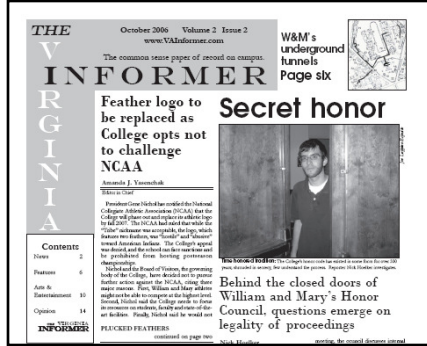 THE
VIRGINIA
INFORMER
October 2006 Volume 2 Issue 2
www.VAInformer.com
The common sense paper of record on campus.
W&M's
underground
tunnels
Page six
Feather logo to
be replaced as
College opts not
to challenge
NCAA
Amanda J. Yasenchak
Editor in Chief
President Gene Nichol has notified the National
Collegiate Athletic Association (NCAA) that the
College will phase out and replace its athletic logo
by fall 2007. The NCAA had ruled that while the
"Tribe" nickname was acceptable, the logo, which
features two feathers, was "hostile" and "abusive"
toward American Indians. The College's appeal
was denied, and the school can face sanctions and
be prohibited from hosting postseason
championships.
Nichol and the Board of Visitors, the governing
body of the College, have decided not to pursue
further action against the NCAA, citing three
major reasons. First, William and Mary athletes
might not be able to compete at the highest level.
Second, Nichol said the College needs to focus
its resources on students, faculty and state-of-the-
art facilities. Finally, Nichol said he would not
PLUCKED FEATHERS
continued on page two
Contents
News 2
Features 6
Arts &
Entertainment 10
Opinion 14
THE VIRGINIA
INFORMER
Secret honor
Time honored tradition: The College's honor code has existed in some form for over 200
years; shrouded in secrecy, few understand the process. Reporter Nick Hoelker investigates.
Behind the closed doors of
William and Mary's Honor
Council, questions emerge on
legality of proceedings
Nick Hoelker
meeting, the council discusses internal